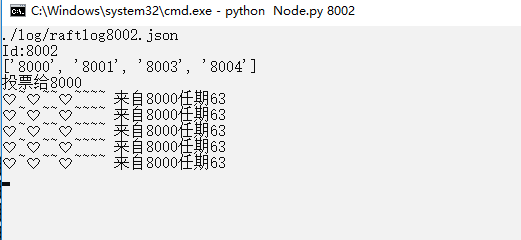 C:\Windows\system32\cmd.exe - python  Node.py 8002
./log/raftlog8002.json
Id:8002
['8000', '8001', '8003', '8004']
投票给8000
♡~♡~~♡~~~~ 来自8000任期63
♡~♡~~♡~~~~ 来自8000任期63
♡~♡~~♡~~~~ 来自8000任期63
♡~♡~~♡~~~~ 来自8000任期63
♡~♡~~♡~~~~ 来自8000任期63